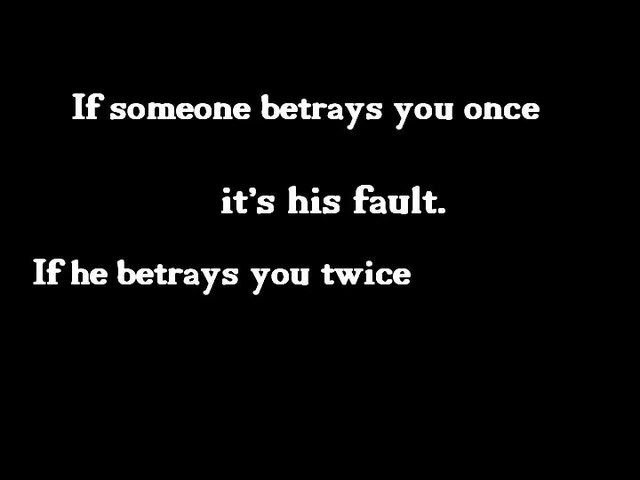 If someone betrays you once
it's his fault.
If he betrays you twice